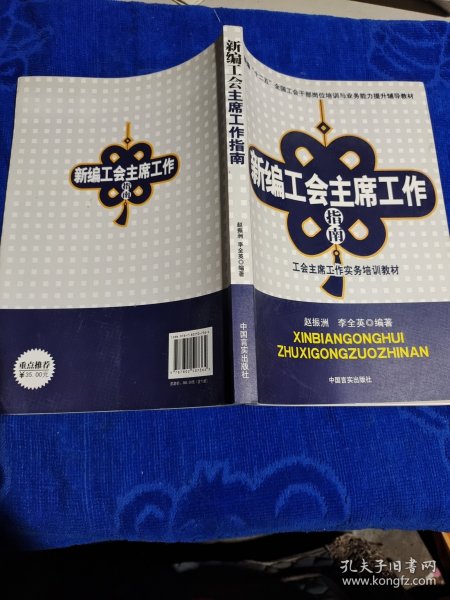 新编工会主席工作
指南
重点推荐
¥35.00元
新编工会主席工作指南
赵振洲 李全英◎编著
中国言实出版社
“十二五”全国工会干部岗位培训与业务能力提升辅导教材
新编工会主席工作
指南
工会主席工作实务培训教材
赵振洲 李全英◎编著
XINBIANGONGHUI
ZHUXIGONGZUOZHINAN
中国言实出版社
孔夫子旧书网
www.kongfz.com